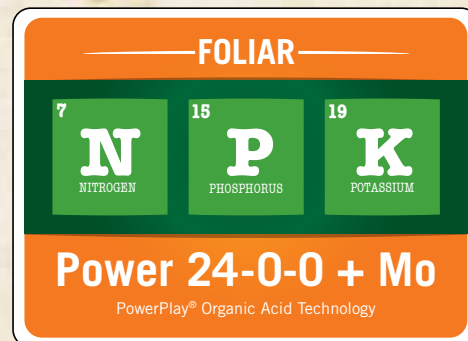 FOLIAR
7 15 19
N P K
NITROGEN PHOSPHORUS POTASSIUM
Power 24-0-0 + Mo
PowerPlay® Organic Acid Technology